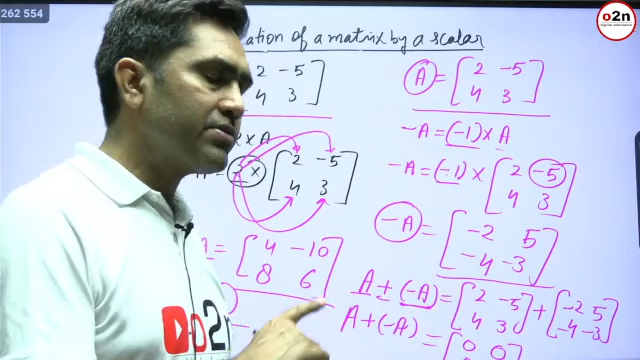 262 554
o2n
ation of a matrix by a scalar
2 -5
4 3
A = [2 -5
4 3]
-A = (-1) × A
× A
= × [2 -5
4 3]
-A = (-1) × [2 -5
4 3]
-A = [-2 5
-4 -3]
A = [4 -10
8 6]
A + (-A) = [2 -5
4 3] + [-2 5
-4 -3]
A + (-A) = [0 0
o2n